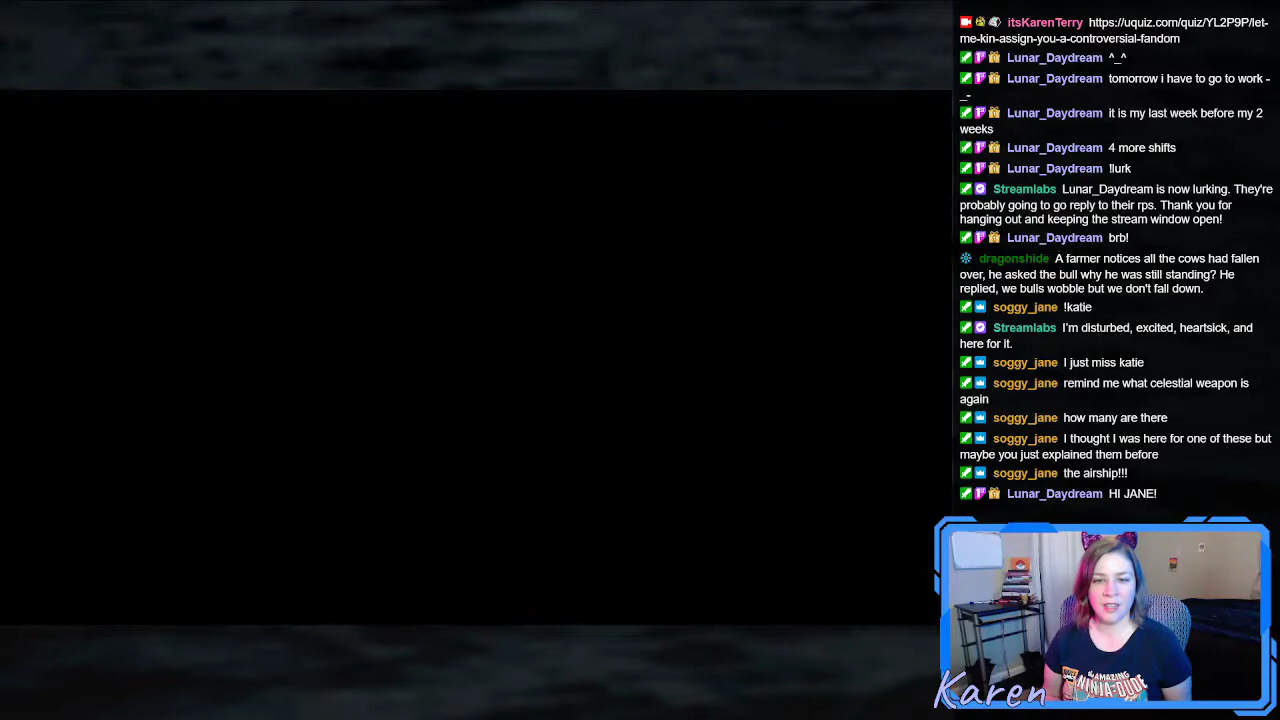 itsKarenTerry https://uquiz.com/quiz/YL2P9P/let-
me-kin-assign-you-a-controversial-fandom
Lunar_Daydream ^_^
Lunar_Daydream tomorrow i have to go to work -
_-
Lunar_Daydream it is my last week before my 2
weeks
Lunar_Daydream 4 more shifts
Lunar_Daydream !lurk
Streamlabs Lunar_Daydream is now lurking. They're
probably going to go reply to their rps. Thank you for
hanging out and keeping the stream window open!
Lunar_Daydream brb!
dragonshide A farmer notices all the cows had fallen
over, he asked the bull why he was still standing? He
replied, we bulls wobble but we don't fall down.
soggy_jane !katie
Streamlabs I'm disturbed, excited, heartsick, and
here for it.
soggy_jane I just miss katie
soggy_jane remind me what celestial weapon is
again
soggy_jane how many are there
soggy_jane I thought I was here for one of these but
maybe you just explained them before
soggy_jane the airship!!!
Lunar_Daydream HI JANE!
AMAZING
NINJA-DUDE
Karen